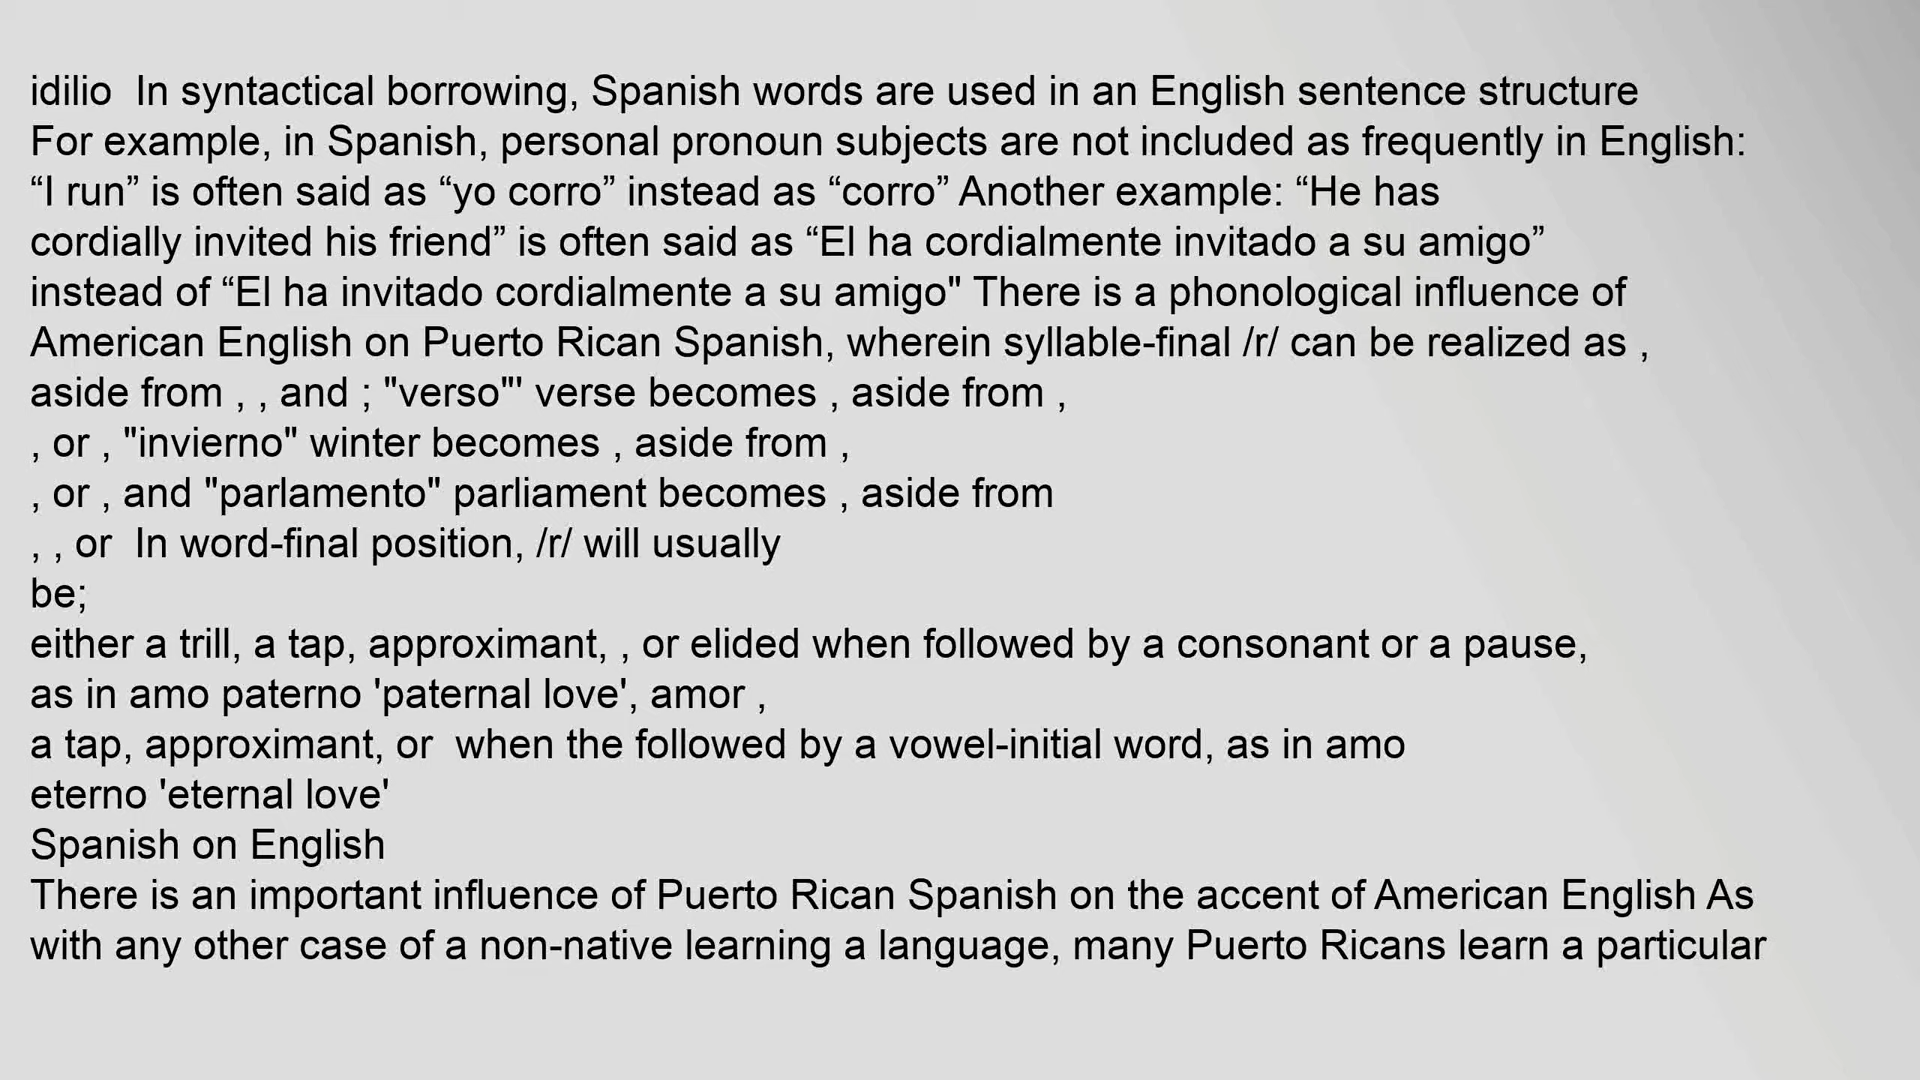 idilio  In syntactical borrowing, Spanish words are used in an English sentence structure
For example, in Spanish, personal pronoun subjects are not included as frequently in English:
“I run” is often said as “yo corro” instead as “corro” Another example: “He has
cordially invited his friend” is often said as “El ha cordialmente invitado a su amigo”
instead of “El ha invitado cordialmente a su amigo" There is a phonological influence of
American English on Puerto Rican Spanish, wherein syllable-final /r/ can be realized as ,
aside from , , and ; "verso"' verse becomes , aside from ,
, or , "invierno" winter becomes , aside from ,
, or , and "parlamento" parliament becomes , aside from
, , or  In word-final position, /r/ will usually
be;
either a trill, a tap, approximant, , or elided when followed by a consonant or a pause,
as in amo paterno 'paternal love', amor ,
a tap, approximant, or  when the followed by a vowel-initial word, as in amo
eterno 'eternal love'
Spanish on English
There is an important influence of Puerto Rican Spanish on the accent of American English As
with any other case of a non-native learning a language, many Puerto Ricans learn a particular